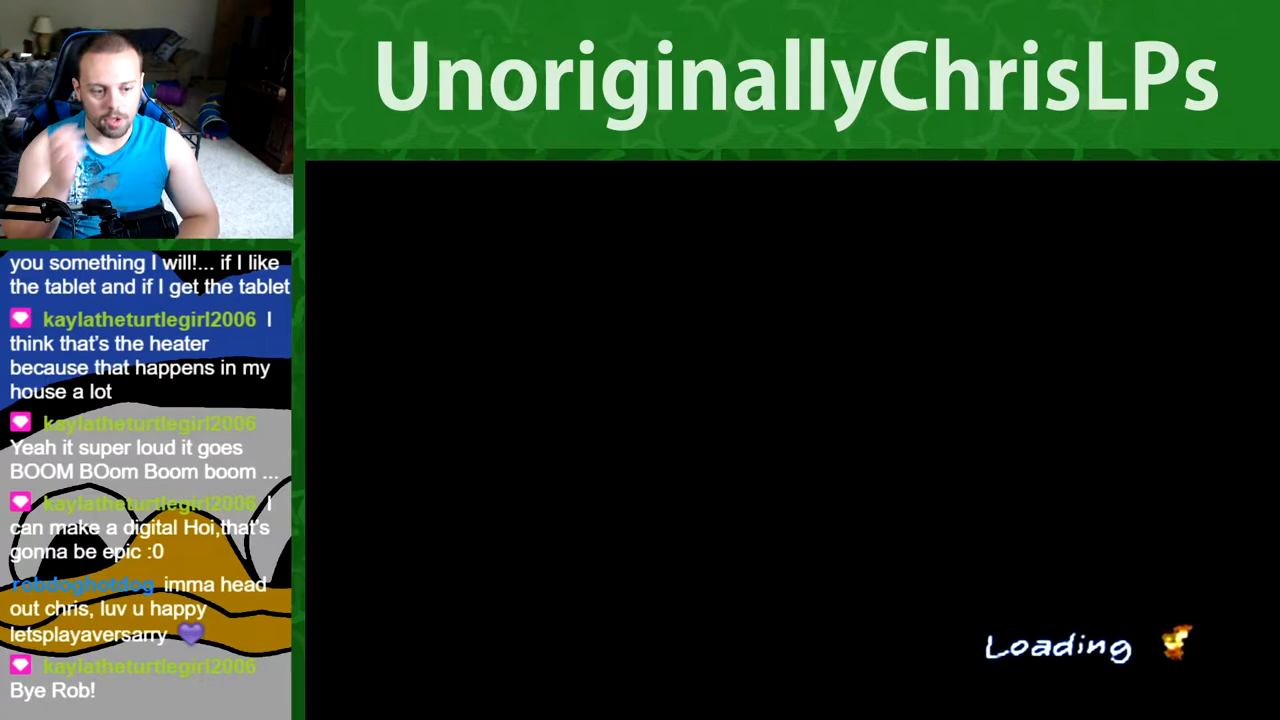 UnoriginallyChrisLPs
you something I will!... if I like
the tablet and if I get the tablet
kaylatheturtlegirl2006 I
think that's the heater
because that happens in my
house a lot
kaylatheturtlegirl2006
Yeah it super loud it goes
BOOM BOom Boom boom ...
kaylatheturtlegirl2006 I
can make a digital Hoi,that's
gonna be epic :0
robdoghotdog imma head
out chris, luv u happy
letsplayaversarry
kaylatheturtlegirl2006
Bye Rob!
Loading